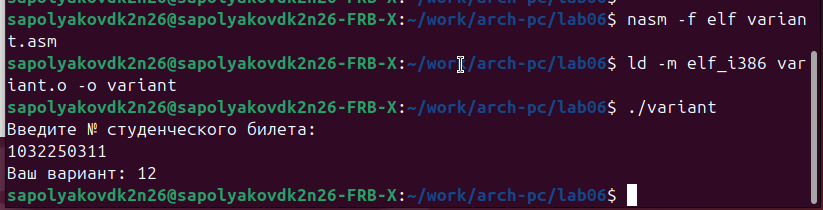 sapolyakovdk2n26@sapolyakovdk2n26-FRB-X:~/work/arch-pc/lab06$ nasm -f elf varian
t.asm
sapolyakovdk2n26@sapolyakovdk2n26-FRB-X:~/work/arch-pc/lab06$ ld -m elf_i386 var
iant.o -o variant
sapolyakovdk2n26@sapolyakovdk2n26-FRB-X:~/work/arch-pc/lab06$ ./variant
Введите № студенческого билета:
1032250311
Ваш вариант: 12
sapolyakovdk2n26@sapolyakovdk2n26-FRB-X:~/work/arch-pc/lab06$